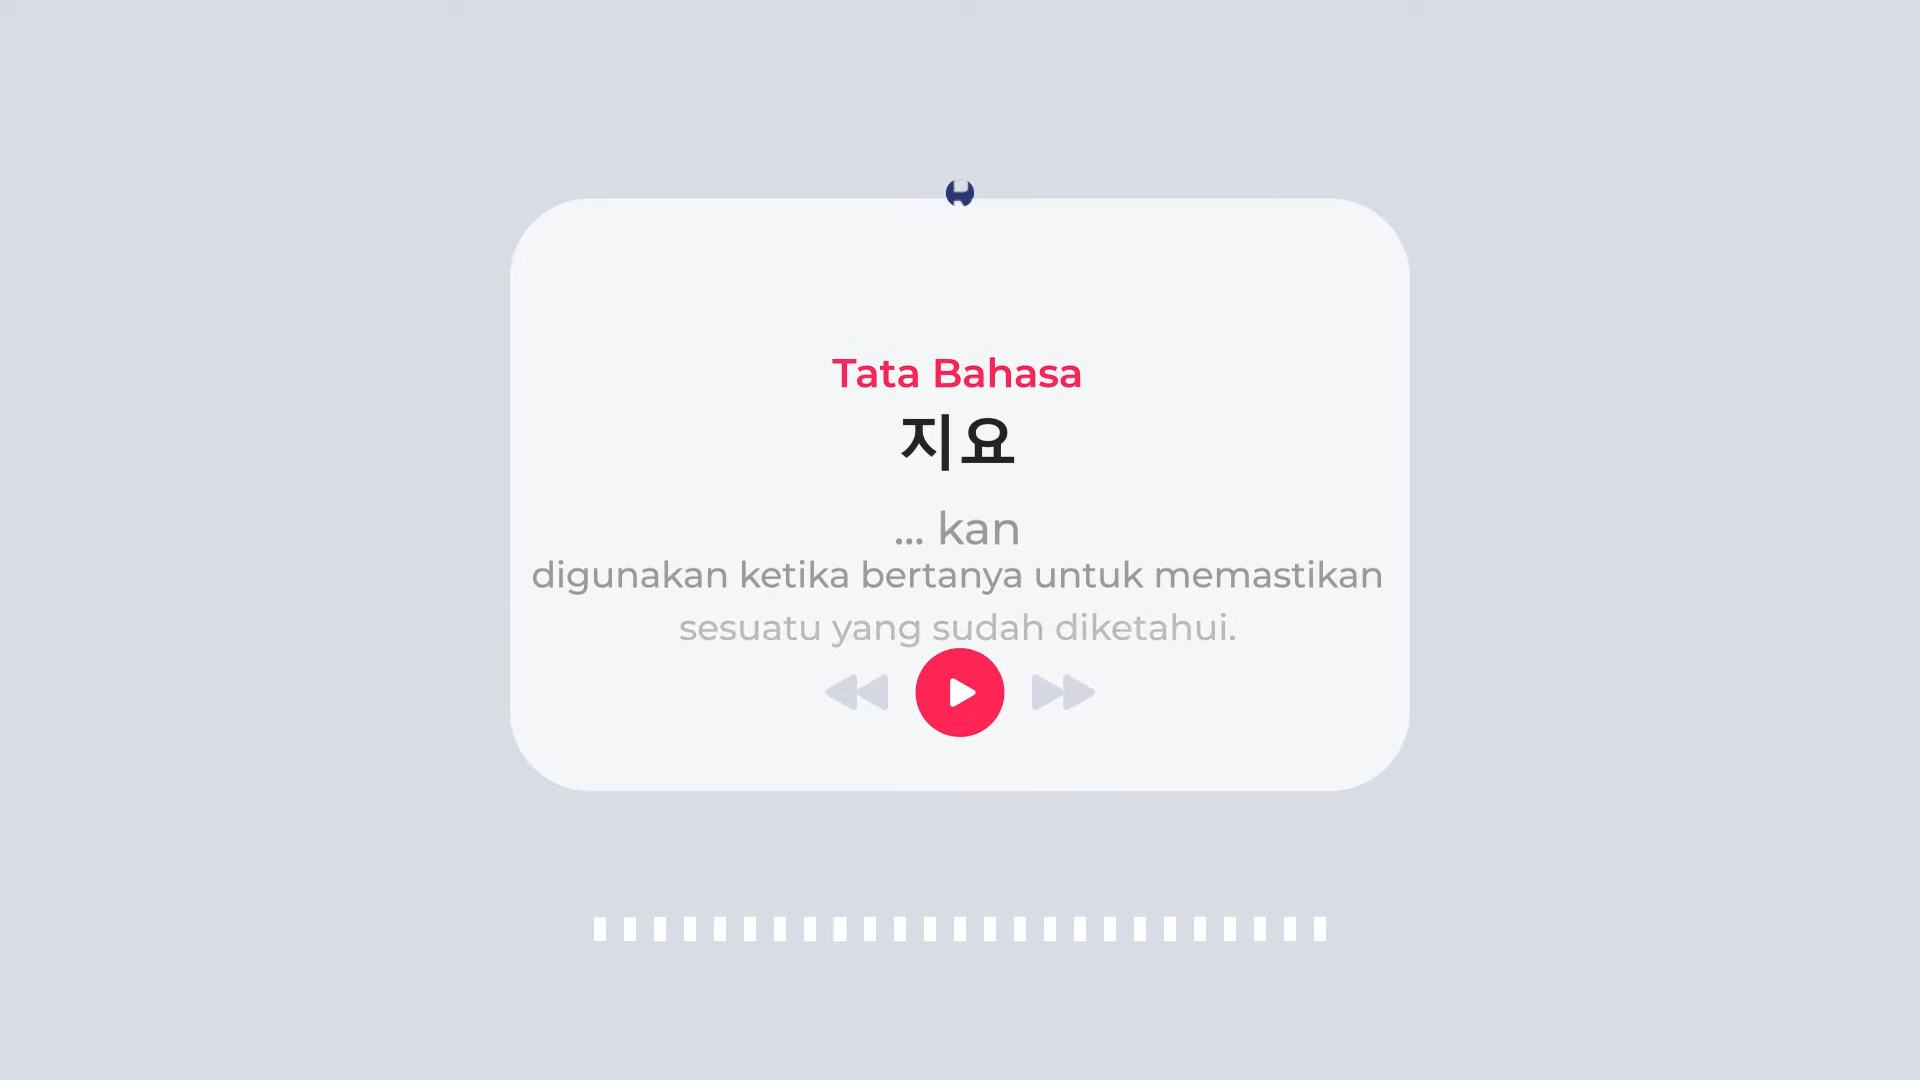 Tata Bahasa
지요
... kan
digunakan ketika bertanya untuk memastikan
sesuatu yang sudah diketahui.